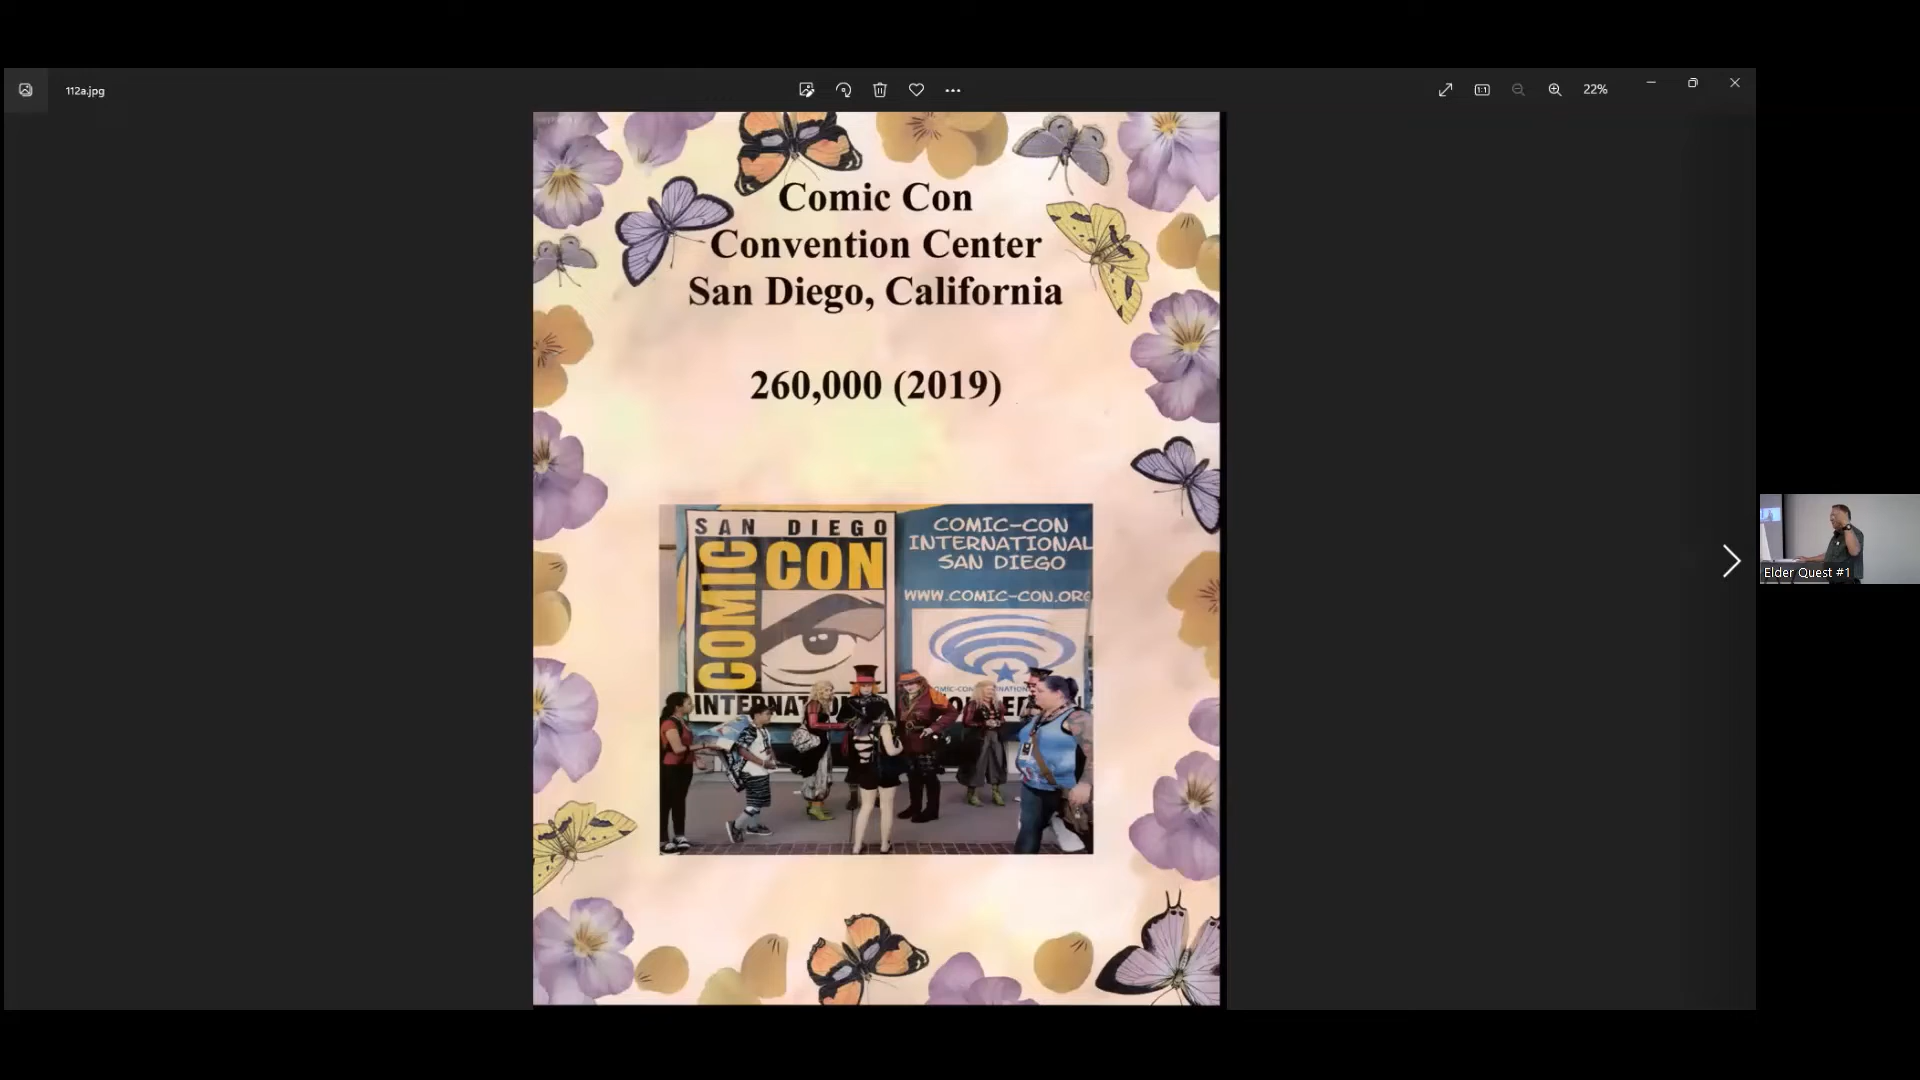 112a.jpg
22%
Comic Con
Convention Center
San Diego, California
260,000 (2019)
SAN DIEGO
COMIC
CON
COMIC-CON
INTERNATIONAL
SAN DIEGO
WWW.COMIC-CON.ORG
Elder Quest #1